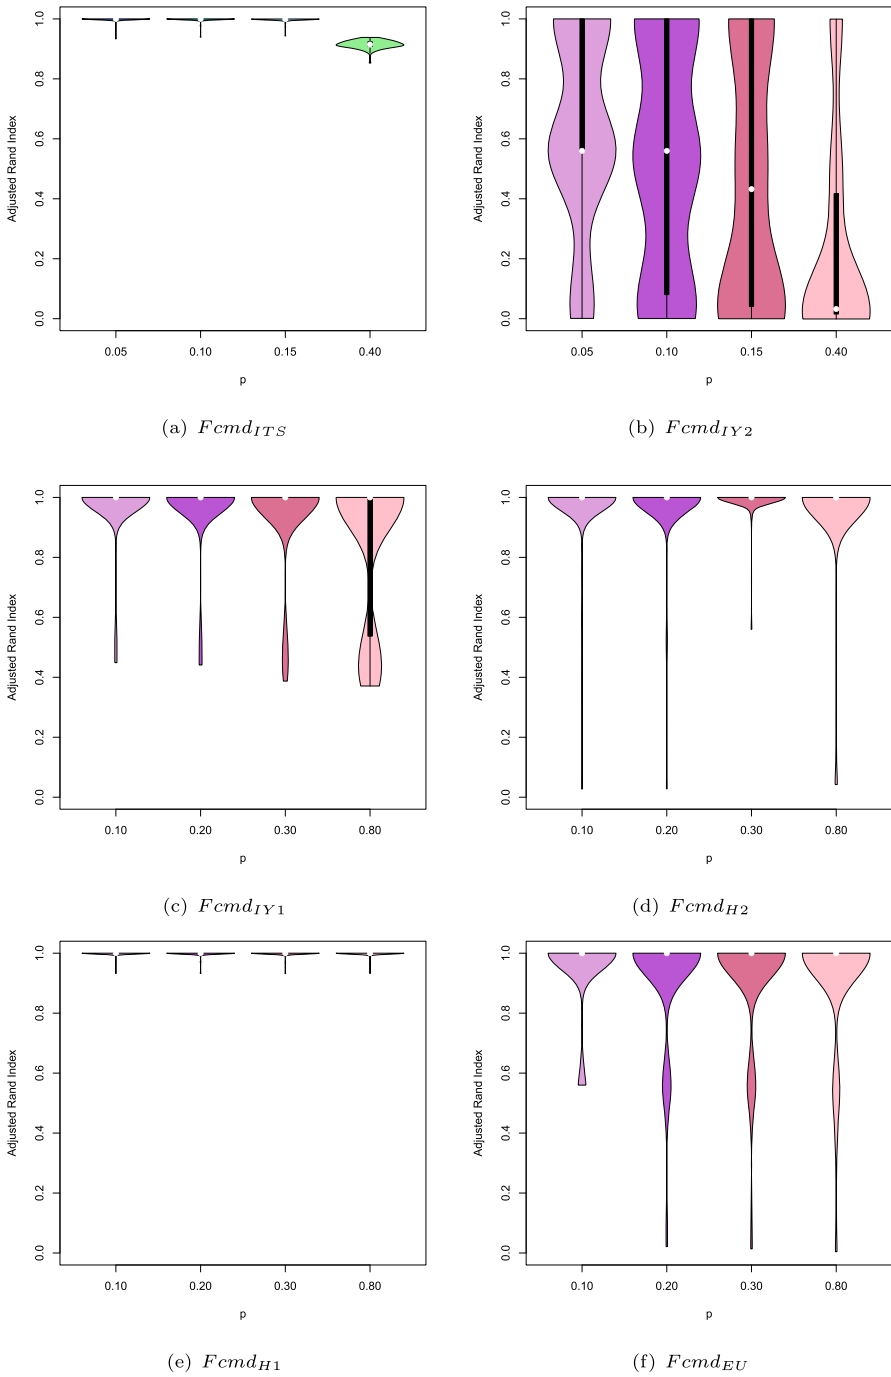 Adjusted Rand Index
1.0
0.8
0.6
0.4
0.2
0.0
0.05 0.10 0.15 0.40
p
(a) Fcmd_ITS
Adjusted Rand Index
1.0
0.8
0.6
0.4
0.2
0.0
0.05 0.10 0.15 0.40
p
(b) Fcmd_IY2
Adjusted Rand Index
1.0
0.8
0.6
0.4
0.2
0.0
0.10 0.20 0.30 0.80
p
(c) Fcmd_IY1
Adjusted Rand Index
1.0
0.8
0.6
0.4
0.2
0.0
0.10 0.20 0.30 0.80
p
(d) Fcmd_H2
Adjusted Rand Index
1.0
0.8
0.6
0.4
0.2
0.0
0.10 0.20 0.30 0.80
p
(e) Fcmd_H1
Adjusted Rand Index
1.0
0.8
0.6
0.4
0.2
0.0
0.10 0.20 0.30 0.80
p
(f) Fcmd_EU